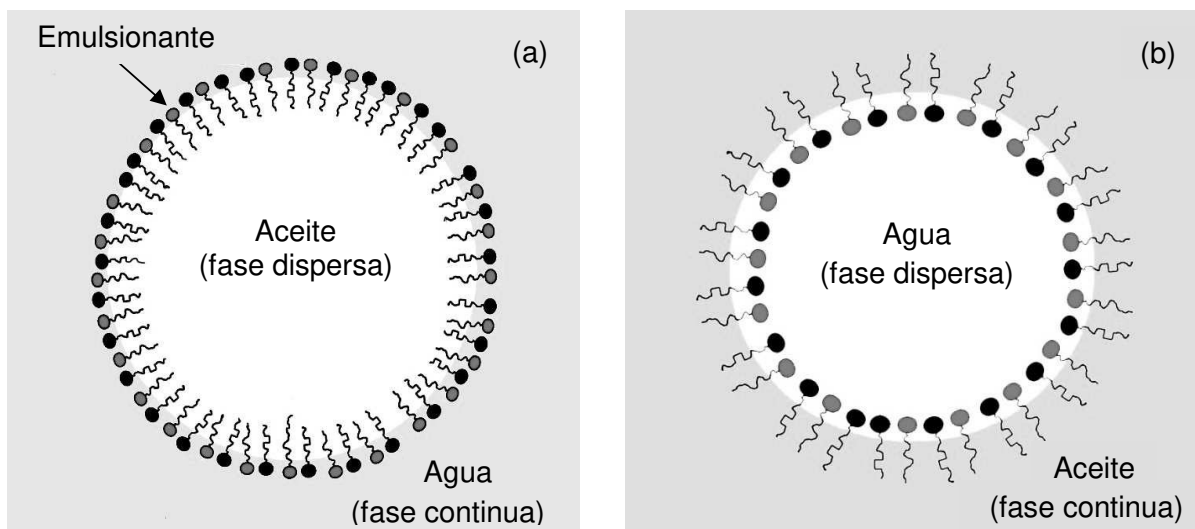 Emulsionante
(a)
Aceite
(fase dispersa)
Agua
(fase continua)
(b)
Agua
(fase dispersa)
Aceite
(fase continua)